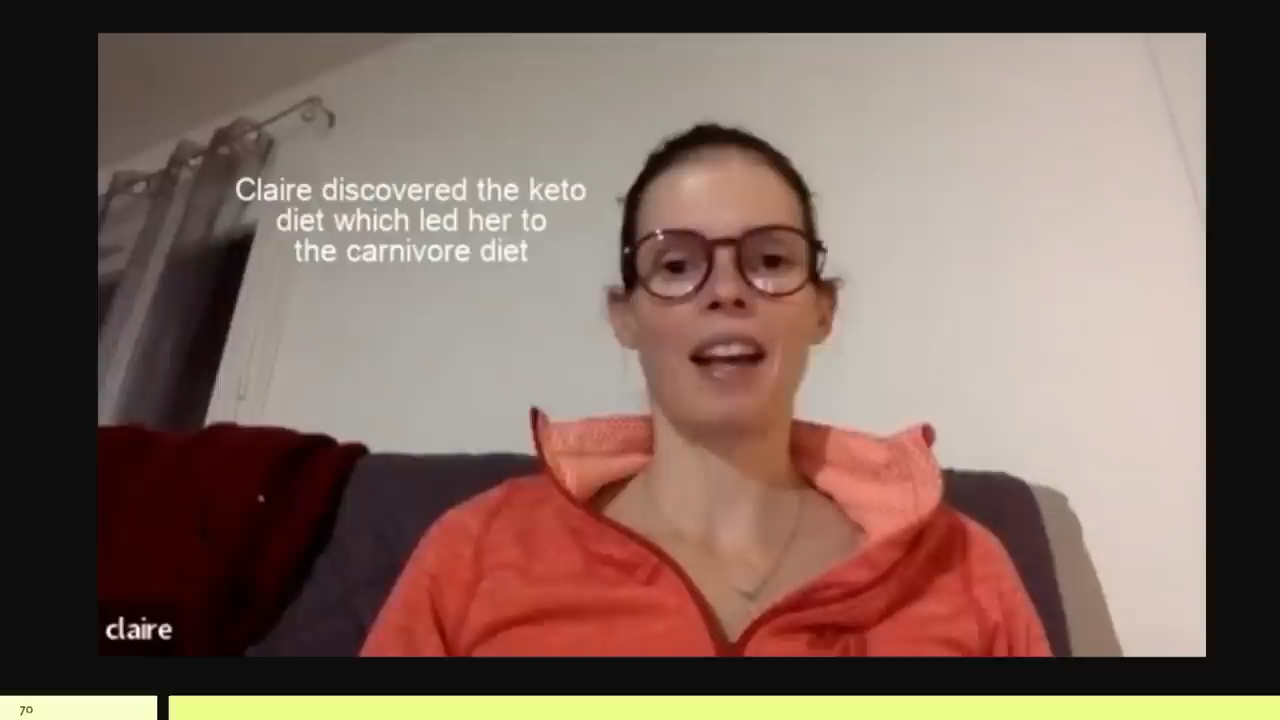 Claire discovered the keto
diet which led her to
the carnivore diet
claire
70